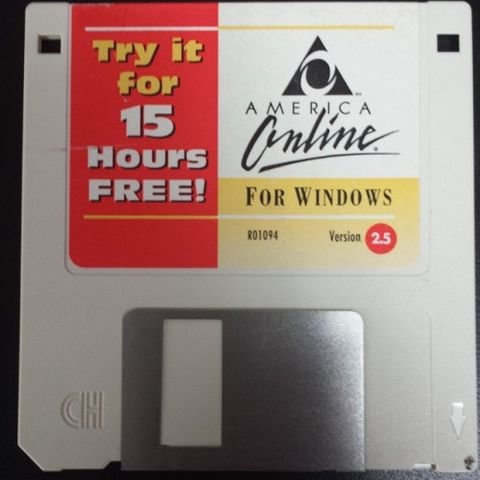 Try it
for
15
Hours
FREE!
AMERICA
Online®
FOR WINDOWS
R01094 Version 2.5
CH